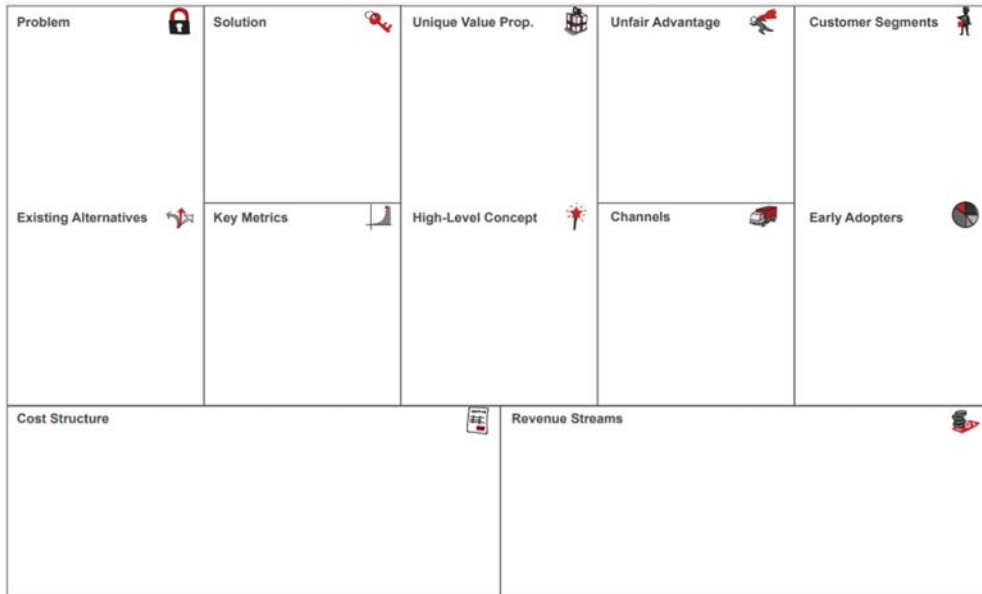 Problem
Solution
Unique Value Prop.
Unfair Advantage
Customer Segments
Existing Alternatives
Key Metrics
High-Level Concept
Channels
Early Adopters
Cost Structure
Revenue Streams